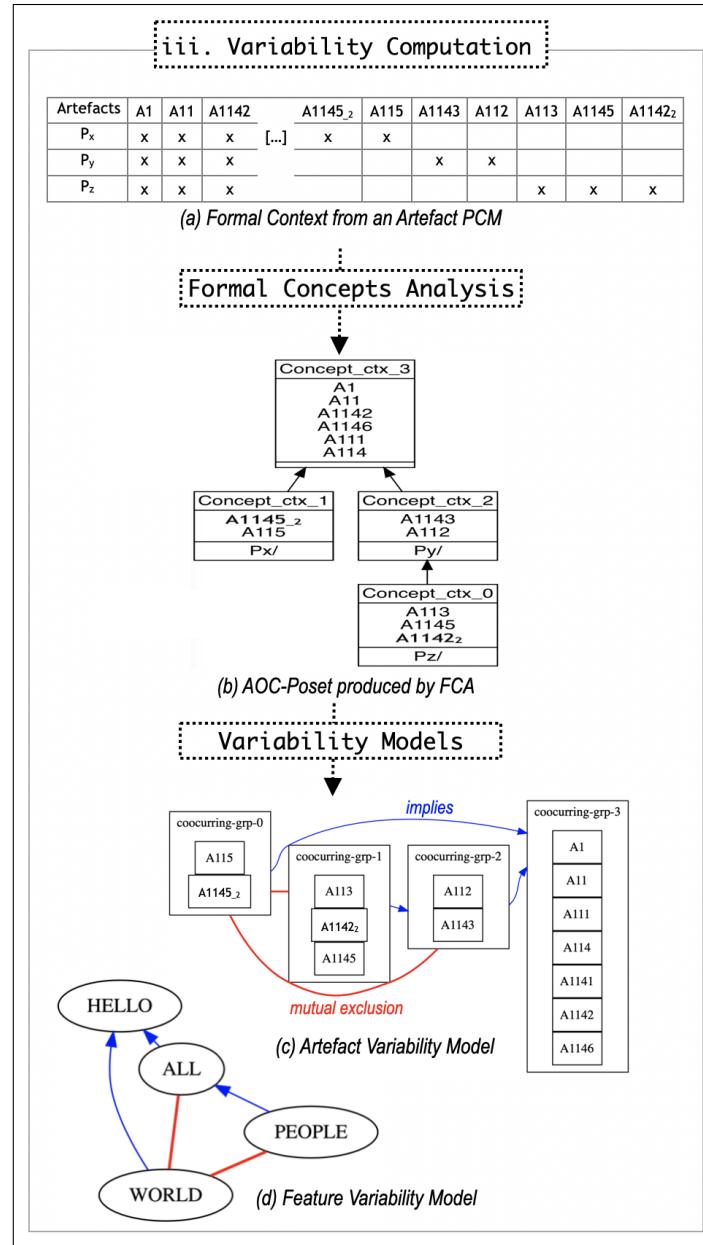 iii. Variability Computation
Artefacts A1 A11 A1142 [...] A1145_2 A115 A1143 A112 A113 A1145 A1142₂
Pₓ x x x x x
Pᵧ x x x x x
P_z x x x x x x
(a) Formal Context from an Artefact PCM
Formal Concepts Analysis
Concept_ctx_3
A1
A11
A1142
A1146
A111
A114
Concept_ctx_1
A1145_2
A115
Px/
Concept_ctx_2
A1143
A112
Py/
Concept_ctx_0
A113
A1145
A1142₂
Pz/
(b) AOC-Poset produced by FCA
Variability Models
implies
coocurring-grp-0
A115
A1145_2
coocurring-grp-1
A113
A1142₂
A1145
coocurring-grp-2
A112
A1143
coocurring-grp-3
A1
A11
A111
A114
A1141
A1142
A1146
mutual exclusion
(c) Artefact Variability Model
HELLO
ALL
PEOPLE
WORLD
(d) Feature Variability Model